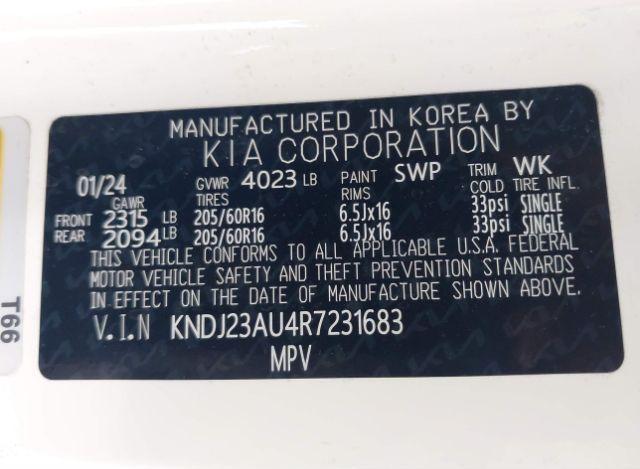 MANUFACTURED IN KOREA BY
KIA CORPORATION
01/24 GVWR 4023 LB PAINT SWP TRIM WK
GAWR TIRES RIMS COLD TIRE INFL.
FRONT 2315 LB 205/60R16 6.5Jx16 33psi SINGLE
REAR 2094 LB 205/60R16 6.5Jx16 33psi SINGLE
THIS VEHICLE CONFORMS TO ALL APPLICABLE U.S.A. FEDERAL
MOTOR VEHICLE SAFETY AND THEFT PREVENTION STANDARDS
IN EFFECT ON THE DATE OF MANUFACTURE SHOWN ABOVE.
V.I.N KNDJ23AU4R7231683
MPV
T66